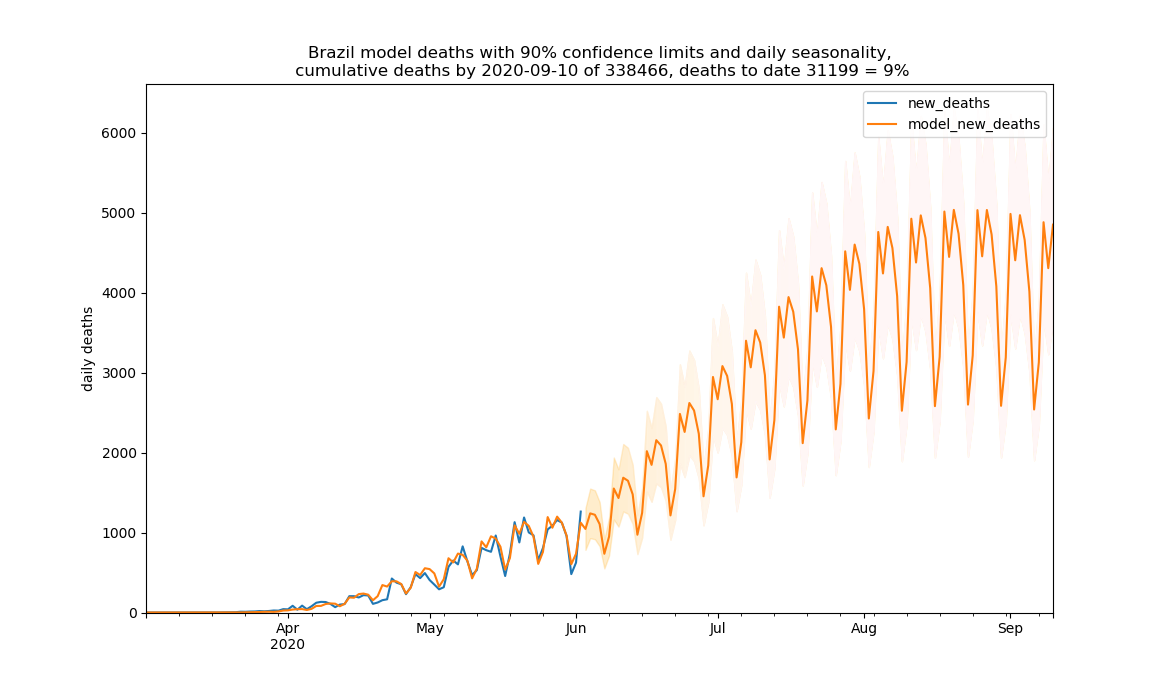 Brazil model deaths with 90% confidence limits and daily seasonality,
cumulative deaths by 2020-09-10 of 338466, deaths to date 31199 = 9%
new_deaths
model_new_deaths
6000
5000
4000
3000
2000
1000
0
daily deaths
Apr
2020
May
Jun
Jul
Aug
Sep